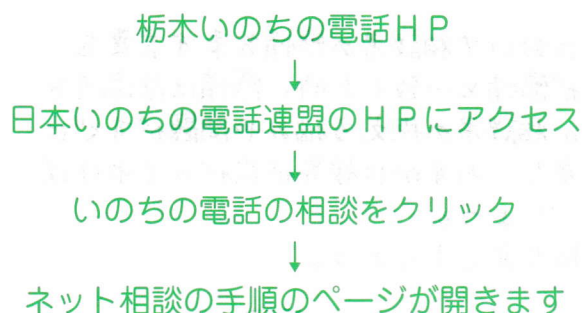 栃木いのちの電話HP
↓
日本いのちの電話連盟のHPにアクセス
↓
いのちの電話の相談をクリック
↓
ネット相談の手順のページが開きます